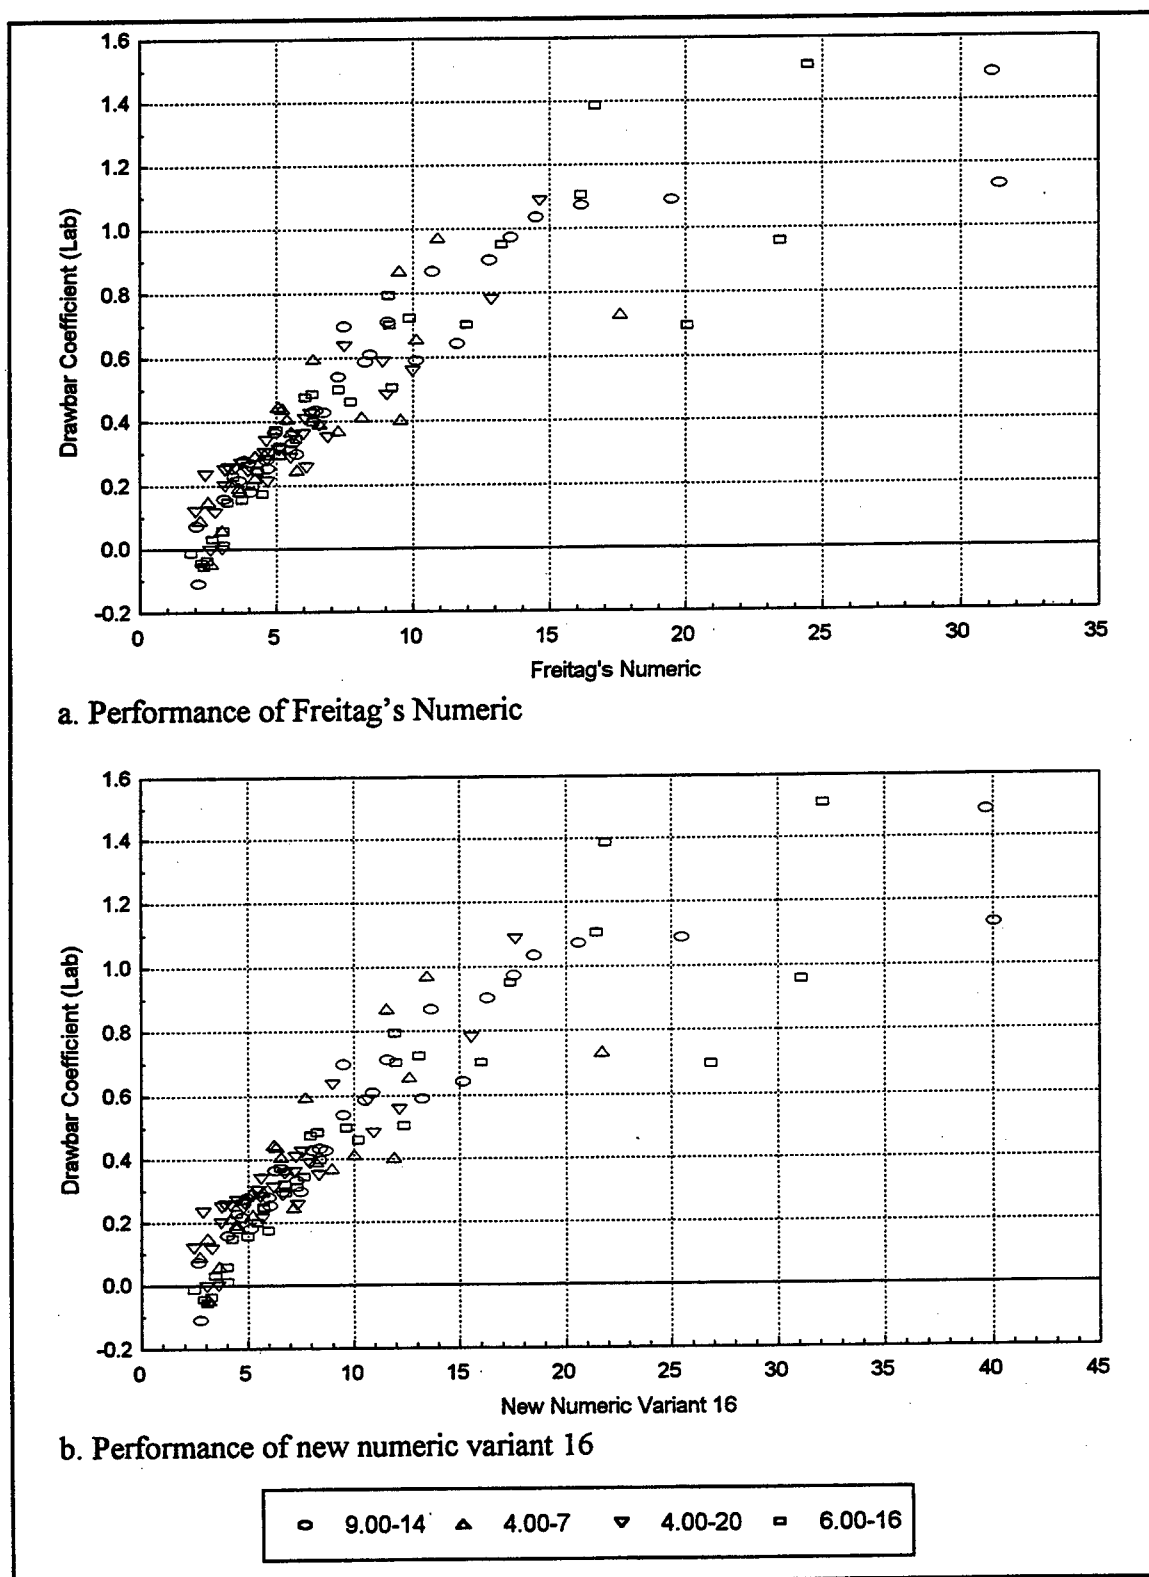 1.6
1.4
1.2
1.0
0.8
0.6
0.4
0.2
0.0
-0.2
Drawbar Coefficient (Lab)
0 5 10 15 20 25 30 35
Freitag's Numeric
a. Performance of Freitag's Numeric
1.6
1.4
1.2
1.0
0.8
0.6
0.4
0.2
0.0
-0.2
Drawbar Coefficient (Lab)
0 5 10 15 20 25 30 35 40 45
New Numeric Variant 16
b. Performance of new numeric variant 16
9.00-14 4.00-7 4.00-20 6.00-16